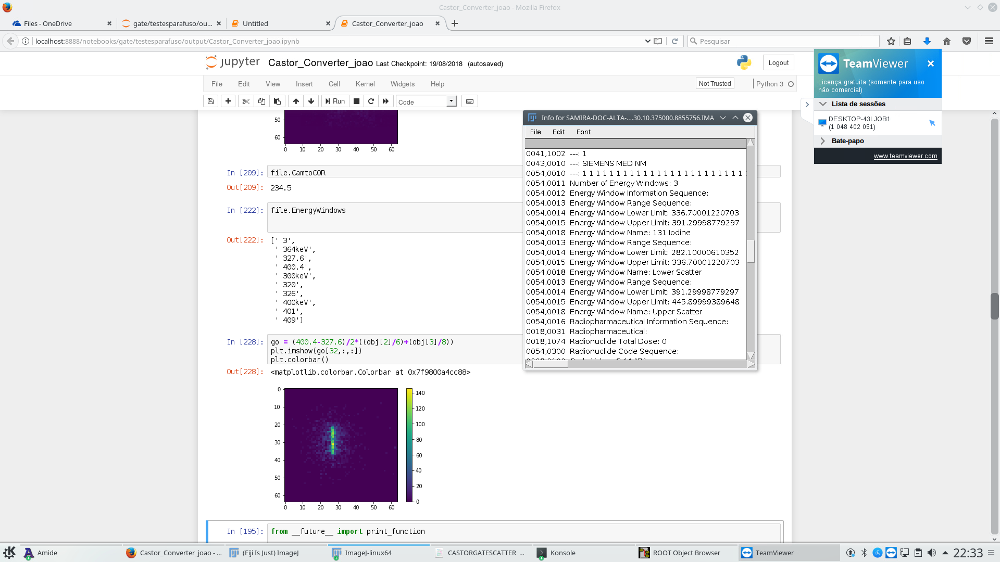 Castor_Converter_joao - Mozilla Firefox
Files - OneDrive
gate/testesparafuso/ou...
Untitled
Castor_Converter_joao
localhost:8888/notebooks/gate/testesparafuso/output/Castor_Converter_joao.ipynb
Pesquisar
jupyter Castor_Converter_joao Last Checkpoint: 19/08/2018 (autosaved)
Logout
File Edit View Insert Cell Kernel Widgets Help
Not Trusted
Python 3
Run
Code
50
60
0 10 20 30 40 50 60
In [209]: file.CamtoCOR
Out[209]: 234.5
In [222]: file.EnergyWindows
Out[222]: [' 3',
' 364keV',
' 327.6',
' 400.4',
' 300keV',
' 320',
' 326',
' 400keV',
' 401',
' 409']
In [228]: go = (400.4-327.6)/2*((obj[2]/6)+(obj[3]/8))
plt.imshow(go[32,:,:])
plt.colorbar()
Out[228]: <matplotlib.colorbar.Colorbar at 0x7f9800a4cc88>
0
10
20
30
40
50
60
0 10 20 30 40 50 60
140
120
100
80
60
40
20
0
In [195]: from __future__ import print_function
Info for SAMIRA-DOC-ALTA-....30.10.375000.8855756.IMA
File Edit Font
0041,1002 ---: 1
0043,0010 ---: SIEMENS MED NM
0054,0010 ---: 1 1 1 1 1 1 1 1 1 1 1 1 1 1 1 1 1 1 1 1 1 1 1
0054,0011 Number of Energy Windows: 3
0054,0012 Energy Window Information Sequence:
0054,0013 Energy Window Range Sequence:
0054,0014 Energy Window Lower Limit: 336.70001220703
0054,0015 Energy Window Upper Limit: 391.29998779297
0054,0018 Energy Window Name: 131 Iodine
0054,0013 Energy Window Range Sequence:
0054,0014 Energy Window Lower Limit: 282.10000610352
0054,0015 Energy Window Upper Limit: 336.70001220703
0054,0018 Energy Window Name: Lower Scatter
0054,0013 Energy Window Range Sequence:
0054,0014 Energy Window Lower Limit: 391.29998779297
0054,0015 Energy Window Upper Limit: 445.89999389648
0054,0018 Energy Window Name: Upper Scatter
0054,0016 Radiopharmaceutical Information Sequence:
0018,0031 Radiopharmaceutical:
0018,1074 Radionuclide Total Dose: 0
0054,0300 Radionuclide Code Sequence:
TeamViewer
Licença gratuita (somente para uso
não comercial)
Lista de sessões
DESKTOP-43LJOB1
(1 048 402 051)
Bate-papo
www.teamviewer.com
Amide
Castor_Converter_joao - ...
(Fiji Is Just) ImageJ
ImageJ-linux64
CASTORGATESCATTER ...
Konsole
ROOT Object Browser
TeamViewer
22:33